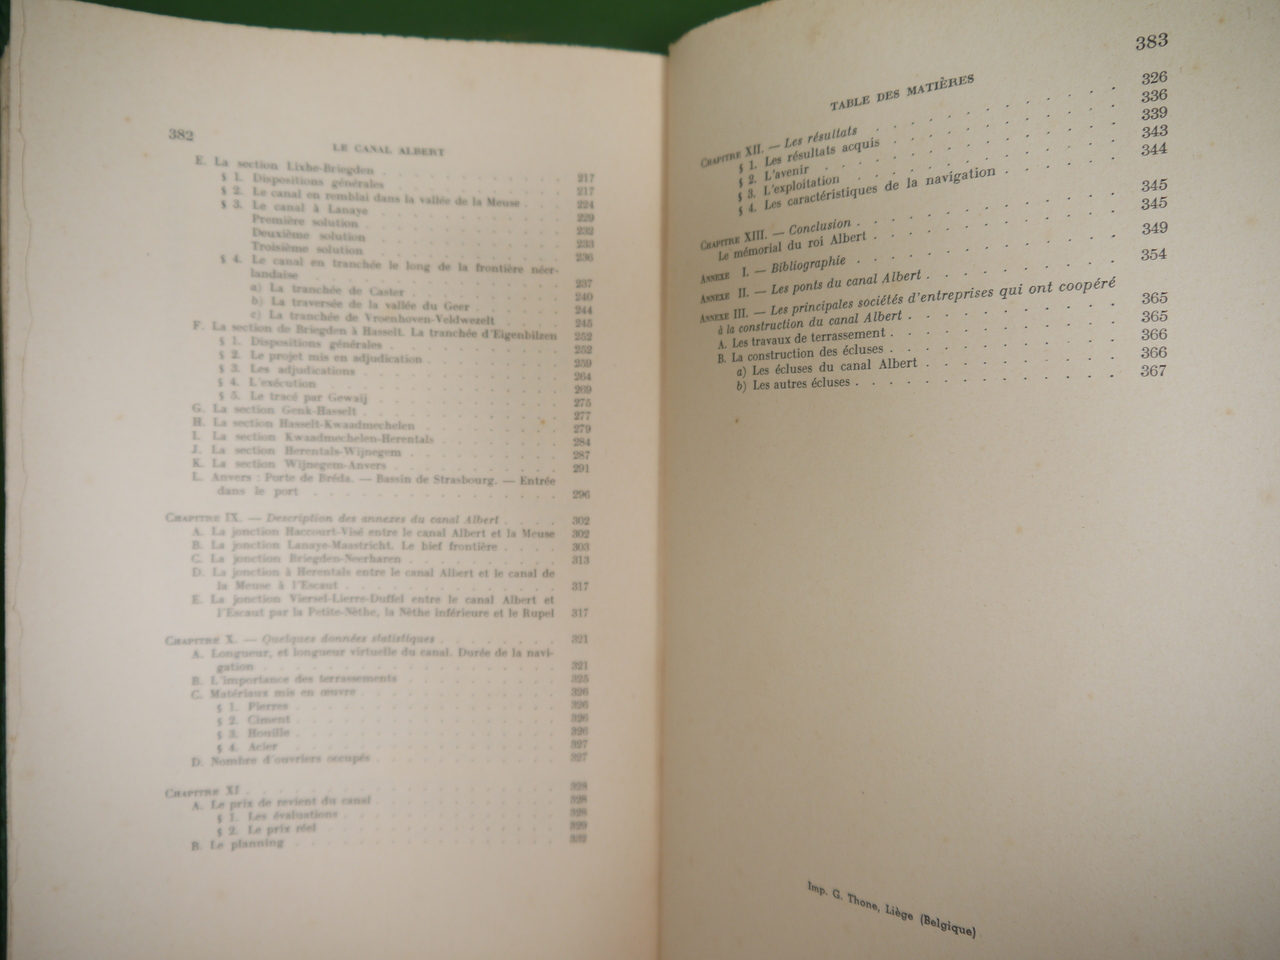 382
LE CANAL ALBERT
E. La section Lixhe-Briegden . . . 217
§ 1. Dispositions générales . . . 217
§ 2. Le canal en remblai dans la vallée de la Meuse . . . 224
§ 3. Le canal à Lanaye . . . 229
Première solution . . . 232
Deuxième solution . . . 233
Troisième solution . . . 236
§ 4. Le canal en tranchée le long de la frontière néer-
landaise . . . 237
a) La tranchée de Caster . . . 240
b) La traversée de la vallée du Geer . . . 244
c) La tranchée de Vroenhoven-Veldwezelt . . . 245
F. La section de Briegden à Hasselt. La tranchée d'Eigenbilzen 252
§ 1. Dispositions générales . . . 252
§ 2. Le projet mis en adjudication . . . 259
§ 3. Les adjudications . . . 264
§ 4. L'exécution . . . 269
§ 5. Le tracé par Gewaij . . . 275
G. La section Genk-Hasselt . . . 277
H. La section Hasselt-Kwaadmechelen . . . 279
I. La section Kwaadmechelen-Herentals . . . 284
J. La section Herentals-Wijnegem . . . 287
K. La section Wijnegem-Anvers . . . 291
L. Anvers : Porte de Bréda. — Bassin de Strasbourg. — Entrée
dans le port . . . 296
CHAPITRE IX. — Description des annexes du canal Albert . . . 302
A. La jonction Haccourt-Visé entre le canal Albert et la Meuse 302
B. La jonction Lanaye-Maastricht. Le bief frontière . . . 303
C. La jonction Briegden-Neerharen . . . 313
D. La jonction à Herentals entre le canal Albert et le canal de
la Meuse à l'Escaut . . . 317
E. La jonction Viersel-Lierre-Duffel entre le canal Albert et
l'Escaut par la Petite-Nèthe, la Nèthe inférieure et le Rupel 317
CHAPITRE X. — Quelques données statistiques . . . 321
A. Longueur, et longueur virtuelle du canal. Durée de la navi-
gation . . . 321
B. L'importance des terrassements . . . 325
C. Matériaux mis en œuvre . . . 326
§ 1. Pierres . . . 326
§ 2. Ciment . . . 326
§ 3. Houille . . . 326
§ 4. Acier . . . 327
D. Nombre d'ouvriers occupés . . . 327
CHAPITRE XI . . . 328
A. Le prix de revient du canal . . . 328
§ 1. Les évaluations . . . 328
§ 2. Le prix réel . . . 329
B. Le planning . . . 332
383
TABLE DES MATIÈRES
CHAPITRE XII. — Les résultats . . . 326
§ 1. Les résultats acquis . . . 336
§ 2. L'avenir . . . 339
§ 3. L'exploitation . . . 343
§ 4. Les caractéristiques de la navigation . . . 344
CHAPITRE XIII. — Conclusion . . . 345
Le mémorial du roi Albert . . . 345
ANNEXE I. — Bibliographie . . . 349
ANNEXE II. — Les ponts du canal Albert . . . 354
ANNEXE III. — Les principales sociétés d'entreprises qui ont coopéré
à la construction du canal Albert . . . 365
A. Les travaux de terrassement . . . 365
B. La construction des écluses . . . 366
a) Les écluses du canal Albert . . . 366
b) Les autres écluses . . . 367
Imp. G. Thone, Liège (Belgique)